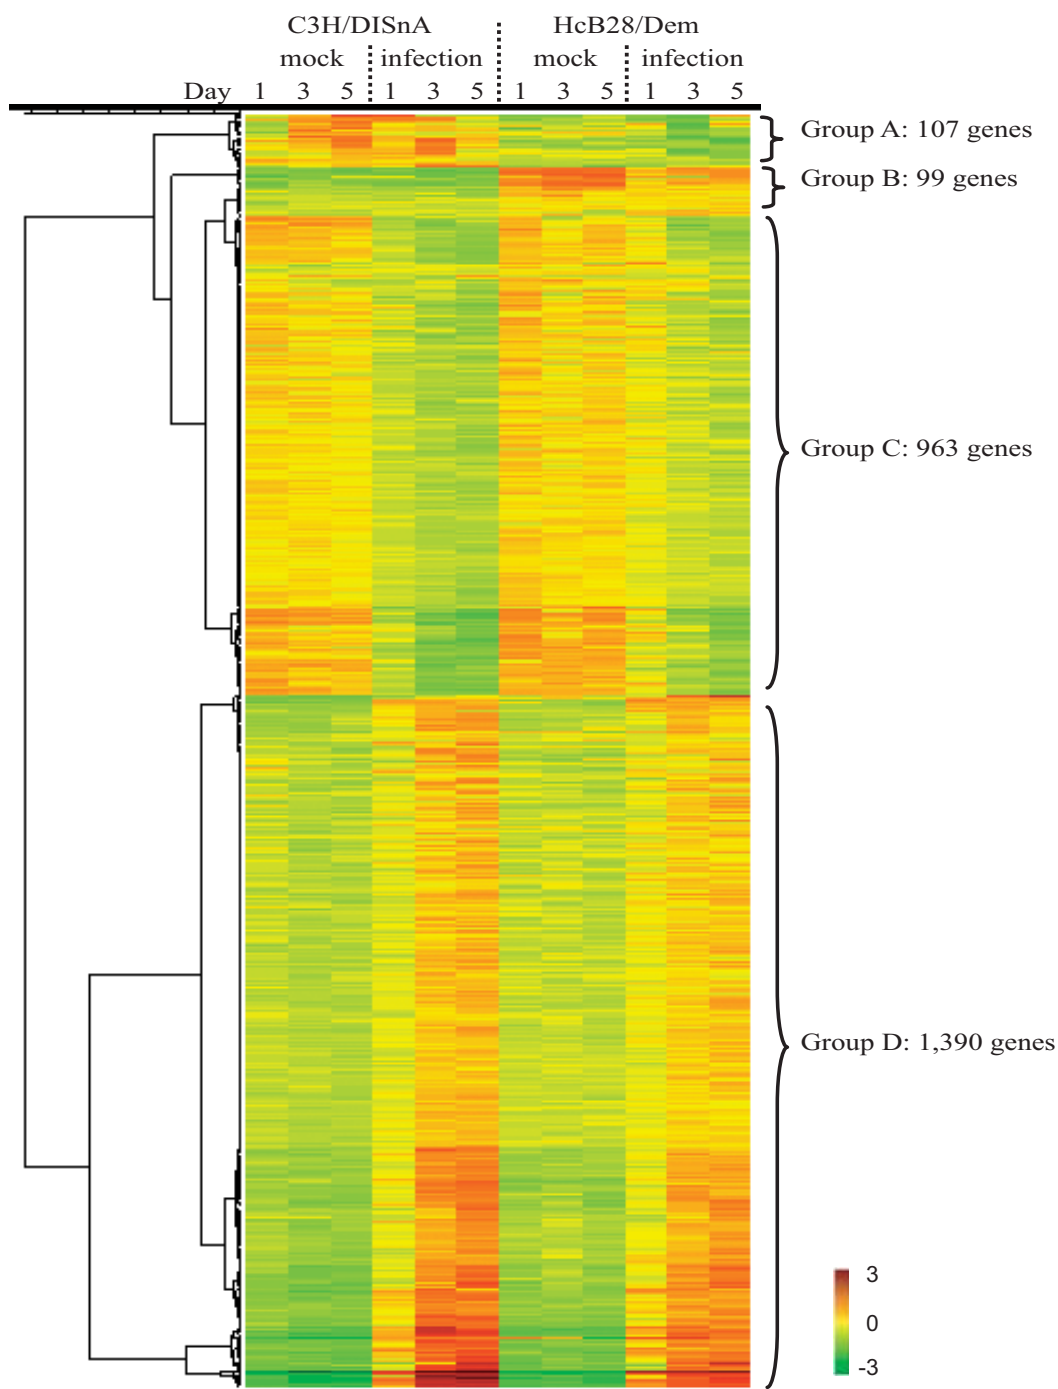 C3H/DISnA HcB28/Dem
mock infection mock infection
Day 1 3 5 1 3 5 1 3 5 1 3 5
Group A: 107 genes
Group B: 99 genes
Group C: 963 genes
Group D: 1,390 genes
3
0
-3